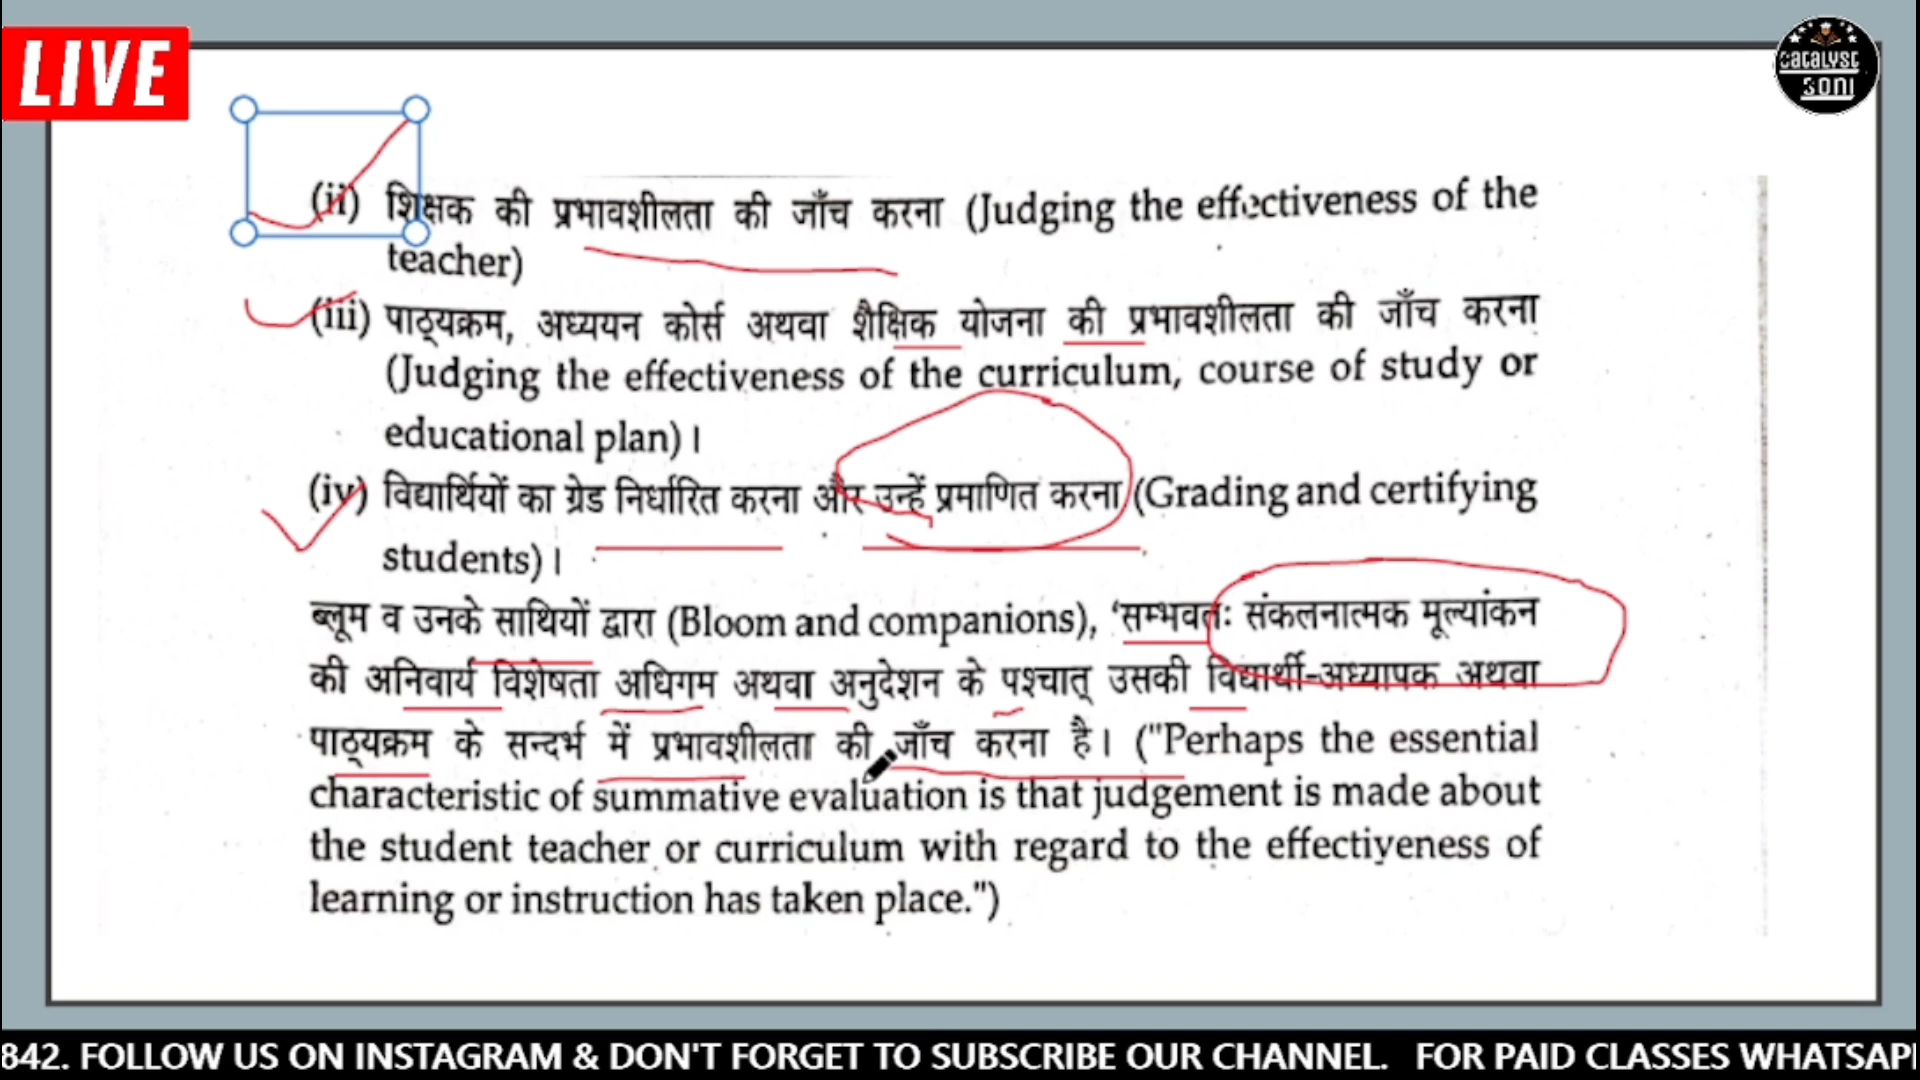 LIVE
CATALYST
SONI
(ii) शिक्षक की प्रभावशीलता की जाँच करना (Judging the effectiveness of the
teacher)
(iii) पाठ्यक्रम, अध्ययन कोर्स अथवा शैक्षिक योजना की प्रभावशीलता की जाँच करना
(Judging the effectiveness of the curriculum, course of study or
educational plan)।
(iv) विद्यार्थियों का ग्रेड निर्धारित करना और उन्हें प्रमाणित करना (Grading and certifying
students)।
ब्लूम व उनके साथियों द्वारा (Bloom and companions), ‘सम्भवतः संकलनात्मक मूल्यांकन
की अनिवार्य विशेषता अधिगम अथवा अनुदेशन के पश्चात् उसकी विद्यार्थी-अध्यापक अथवा
पाठ्यक्रम के सन्दर्भ में प्रभावशीलता की जाँच करना है। ("Perhaps the essential
characteristic of summative evaluation is that judgement is made about
the student teacher or curriculum with regard to the effectiveness of
learning or instruction has taken place.")
842. FOLLOW US ON INSTAGRAM & DON'T FORGET TO SUBSCRIBE OUR CHANNEL. FOR PAID CLASSES WHATSAP